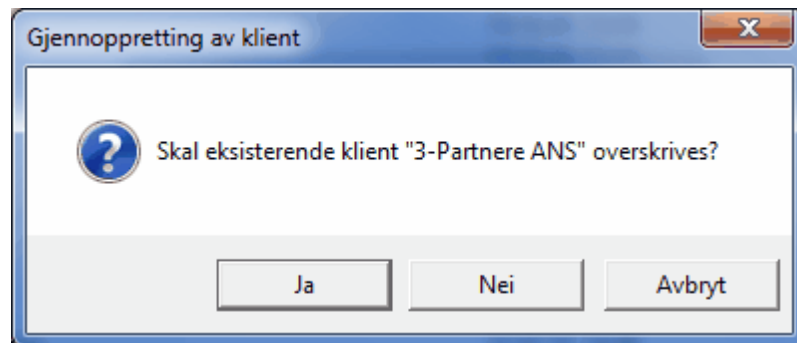 Gjennoppretting av klient
Skal eksisterende klient "3-Partnere ANS" overskrives?
Ja
Nei
Avbryt